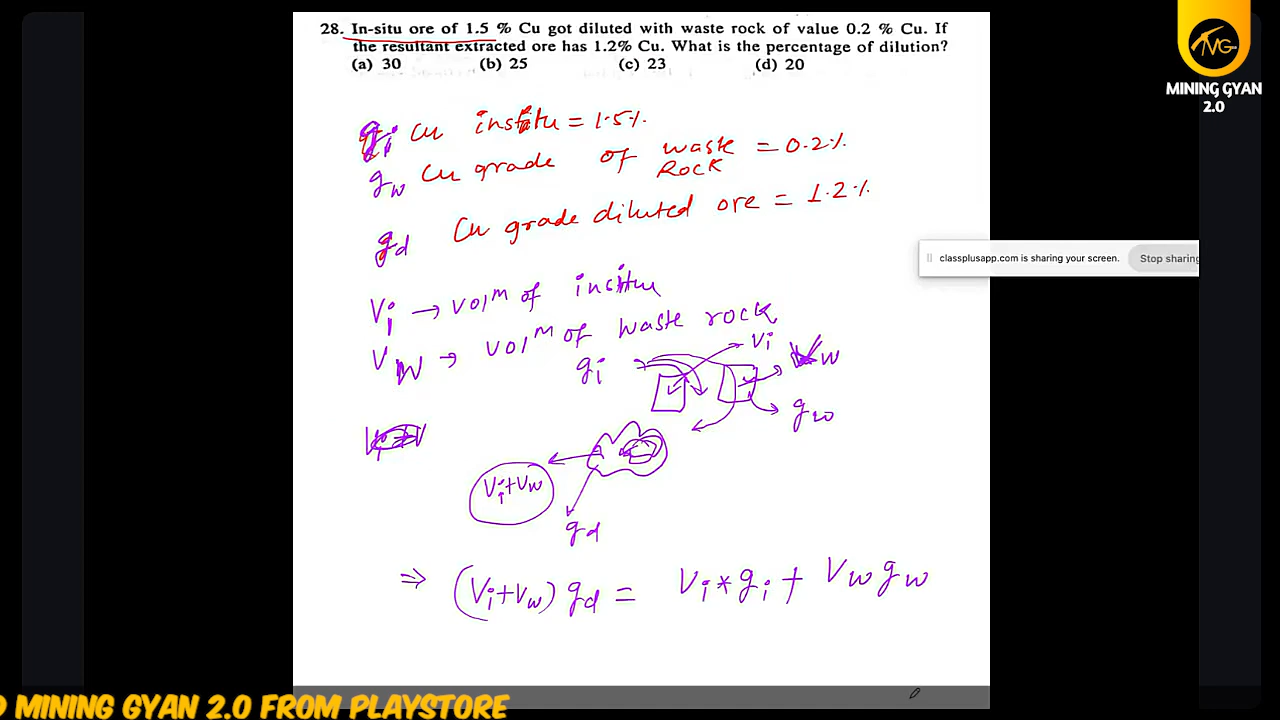 28. In-situ ore of 1.5 % Cu got diluted with waste rock of value 0.2 % Cu. If
the resultant extracted ore has 1.2% Cu. What is the percentage of dilution?
(a) 30 (b) 25 (c) 23 (d) 20
TVG
MINING GYAN
2.0
gi Cu insitu = 1.5%
gw Cu grade of waste Rock = 0.2%
gd Cu grade diluted ore = 1.2%
classplusapp.com is sharing your screen. Stop sharing
Vi → volm of insitu
Vw → volm of waste rock
gi Vi w
gw
Vi+Vw
gd
⇒ (Vi+Vw) gd = Vi*gi + Vwgw
D MINING GYAN 2.0 FROM PLAYSTORE